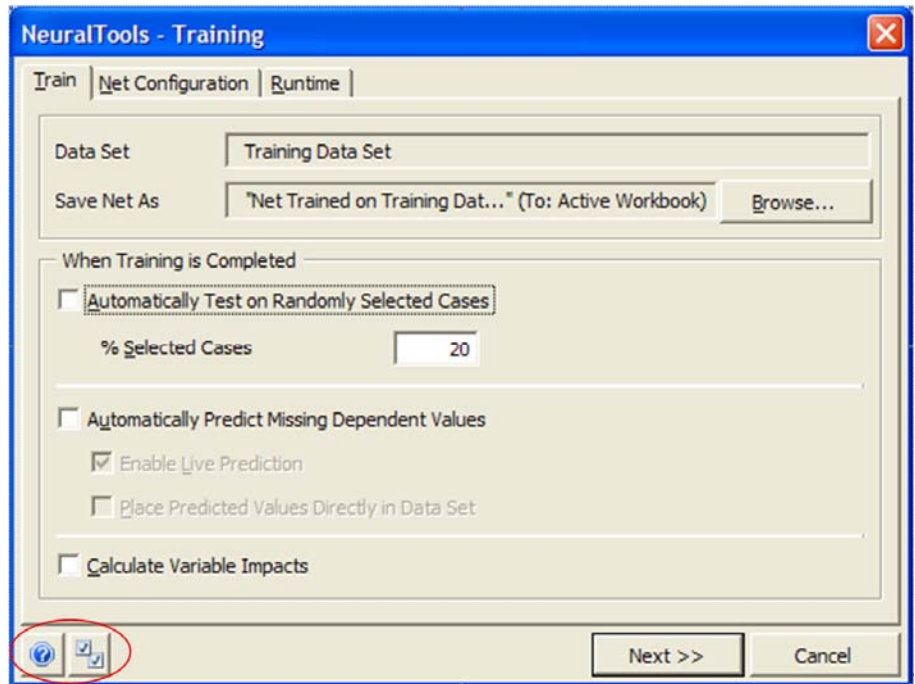 NeuralTools - Training
Train Net Configuration Runtime
Data Set Training Data Set
Save Net As "Net Trained on Training Dat..." (To: Active Workbook) Browse...
When Training is Completed
Automatically Test on Randomly Selected Cases
% Selected Cases 20
Automatically Predict Missing Dependent Values
Enable Live Prediction
Place Predicted Values Directly in Data Set
Calculate Variable Impacts
Next >> Cancel